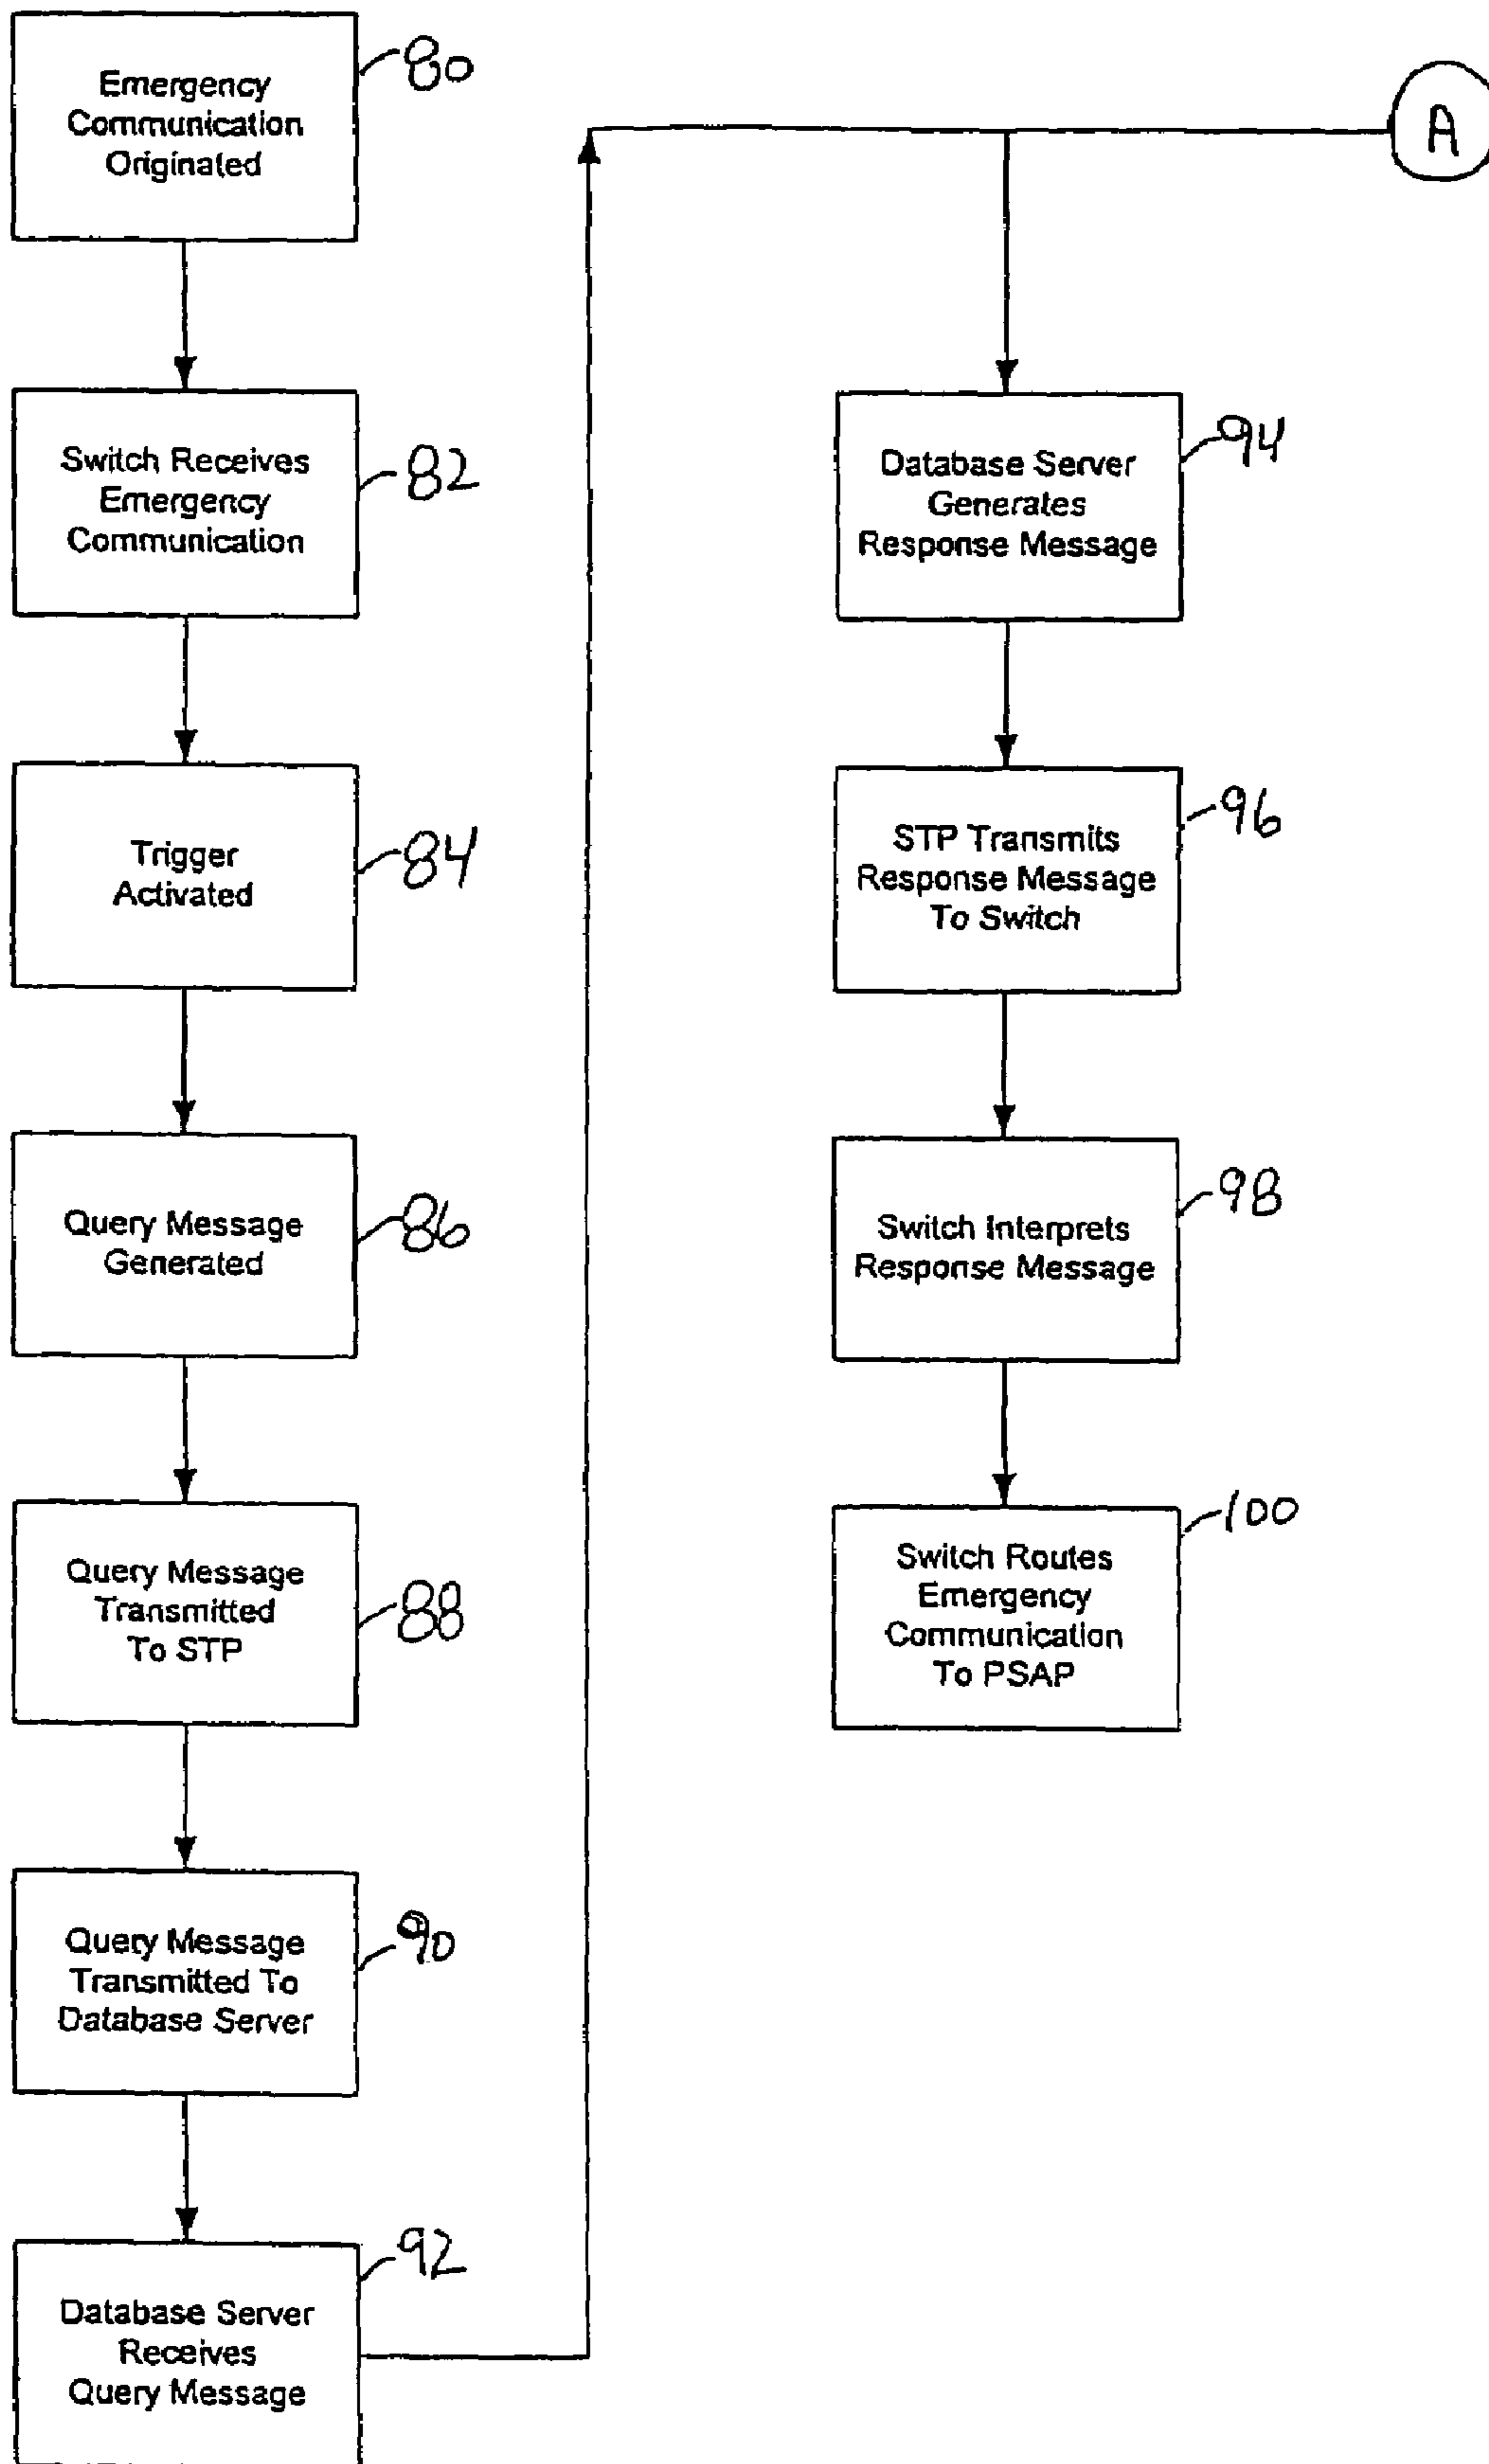 Emergency
Communication
Originated
80
Switch Receives
Emergency
Communication
82
Trigger
Activated
84
Query Message
Generated
86
Query Message
Transmitted
To STP
88
Query Message
Transmitted To
Database Server
90
Database Server
Receives
Query Message
92
A
Database Server
Generates
Response Message
94
STP Transmits
Response Message
To Switch
96
Switch Interprets
Response Message
98
Switch Routes
Emergency
Communication
To PSAP
100